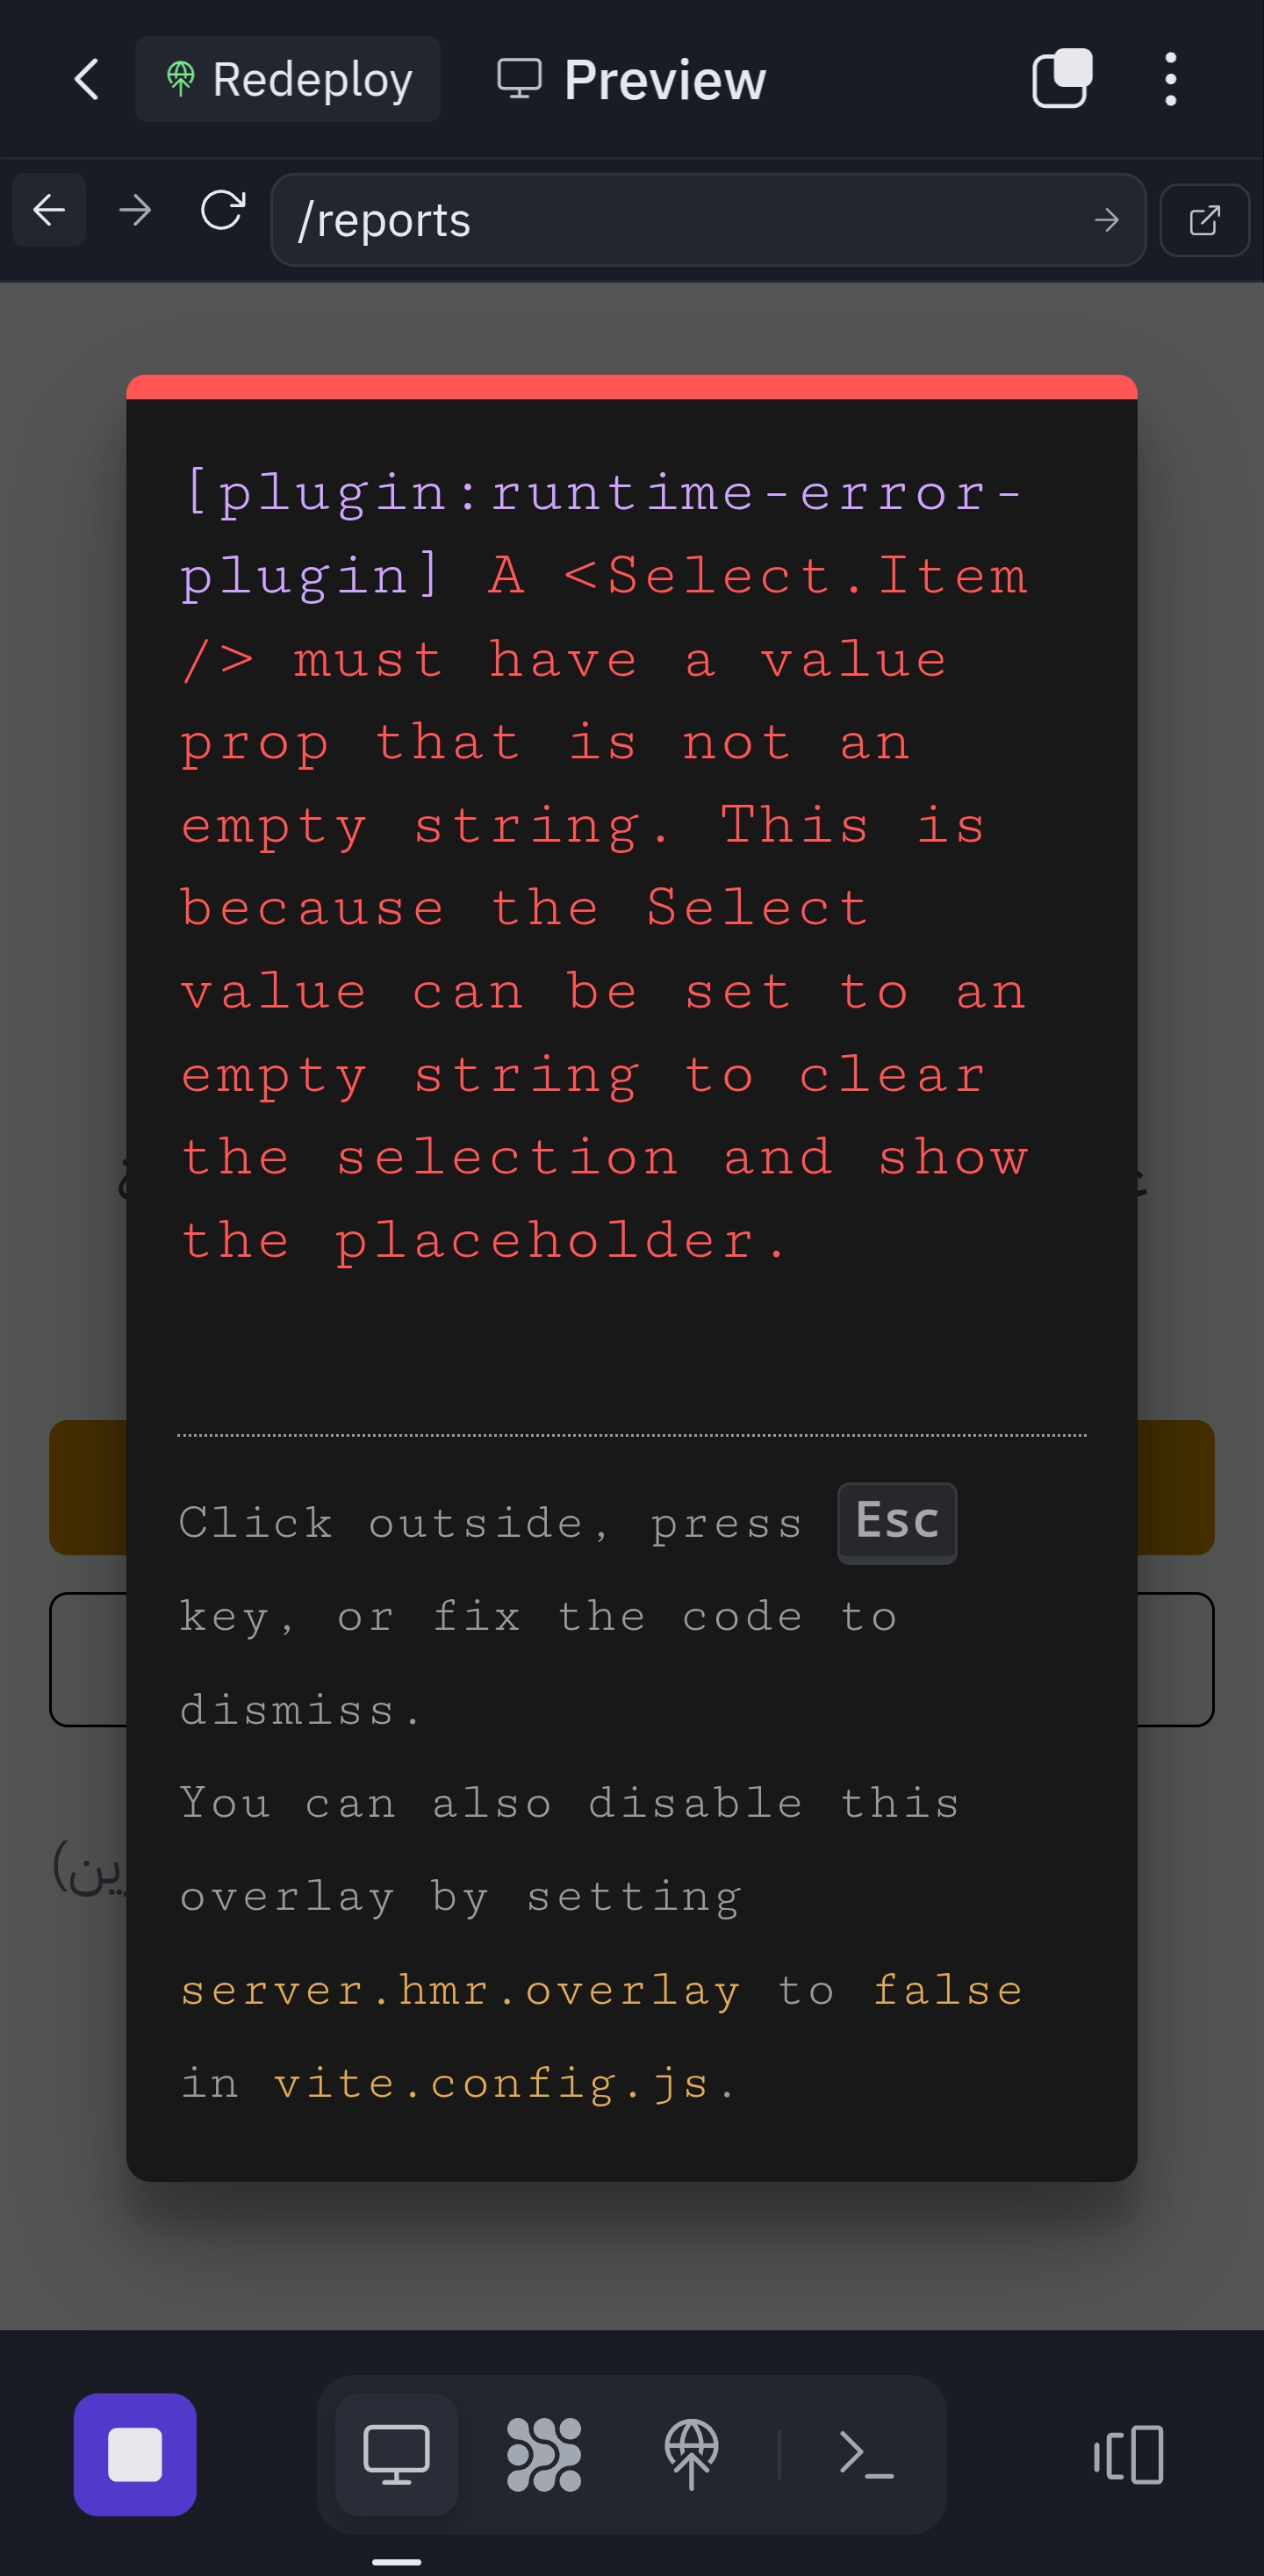 Redeploy
Preview
/reports
[plugin:runtime-error-
plugin] A <Select.Item
/> must have a value
prop that is not an
empty string. This is
because the Select
value can be set to an
empty string to clear
the selection and show
the placeholder.
Click outside, press Esc
key, or fix the code to
dismiss.
You can also disable this
overlay by setting
server.hmr.overlay to false
in vite.config.js.